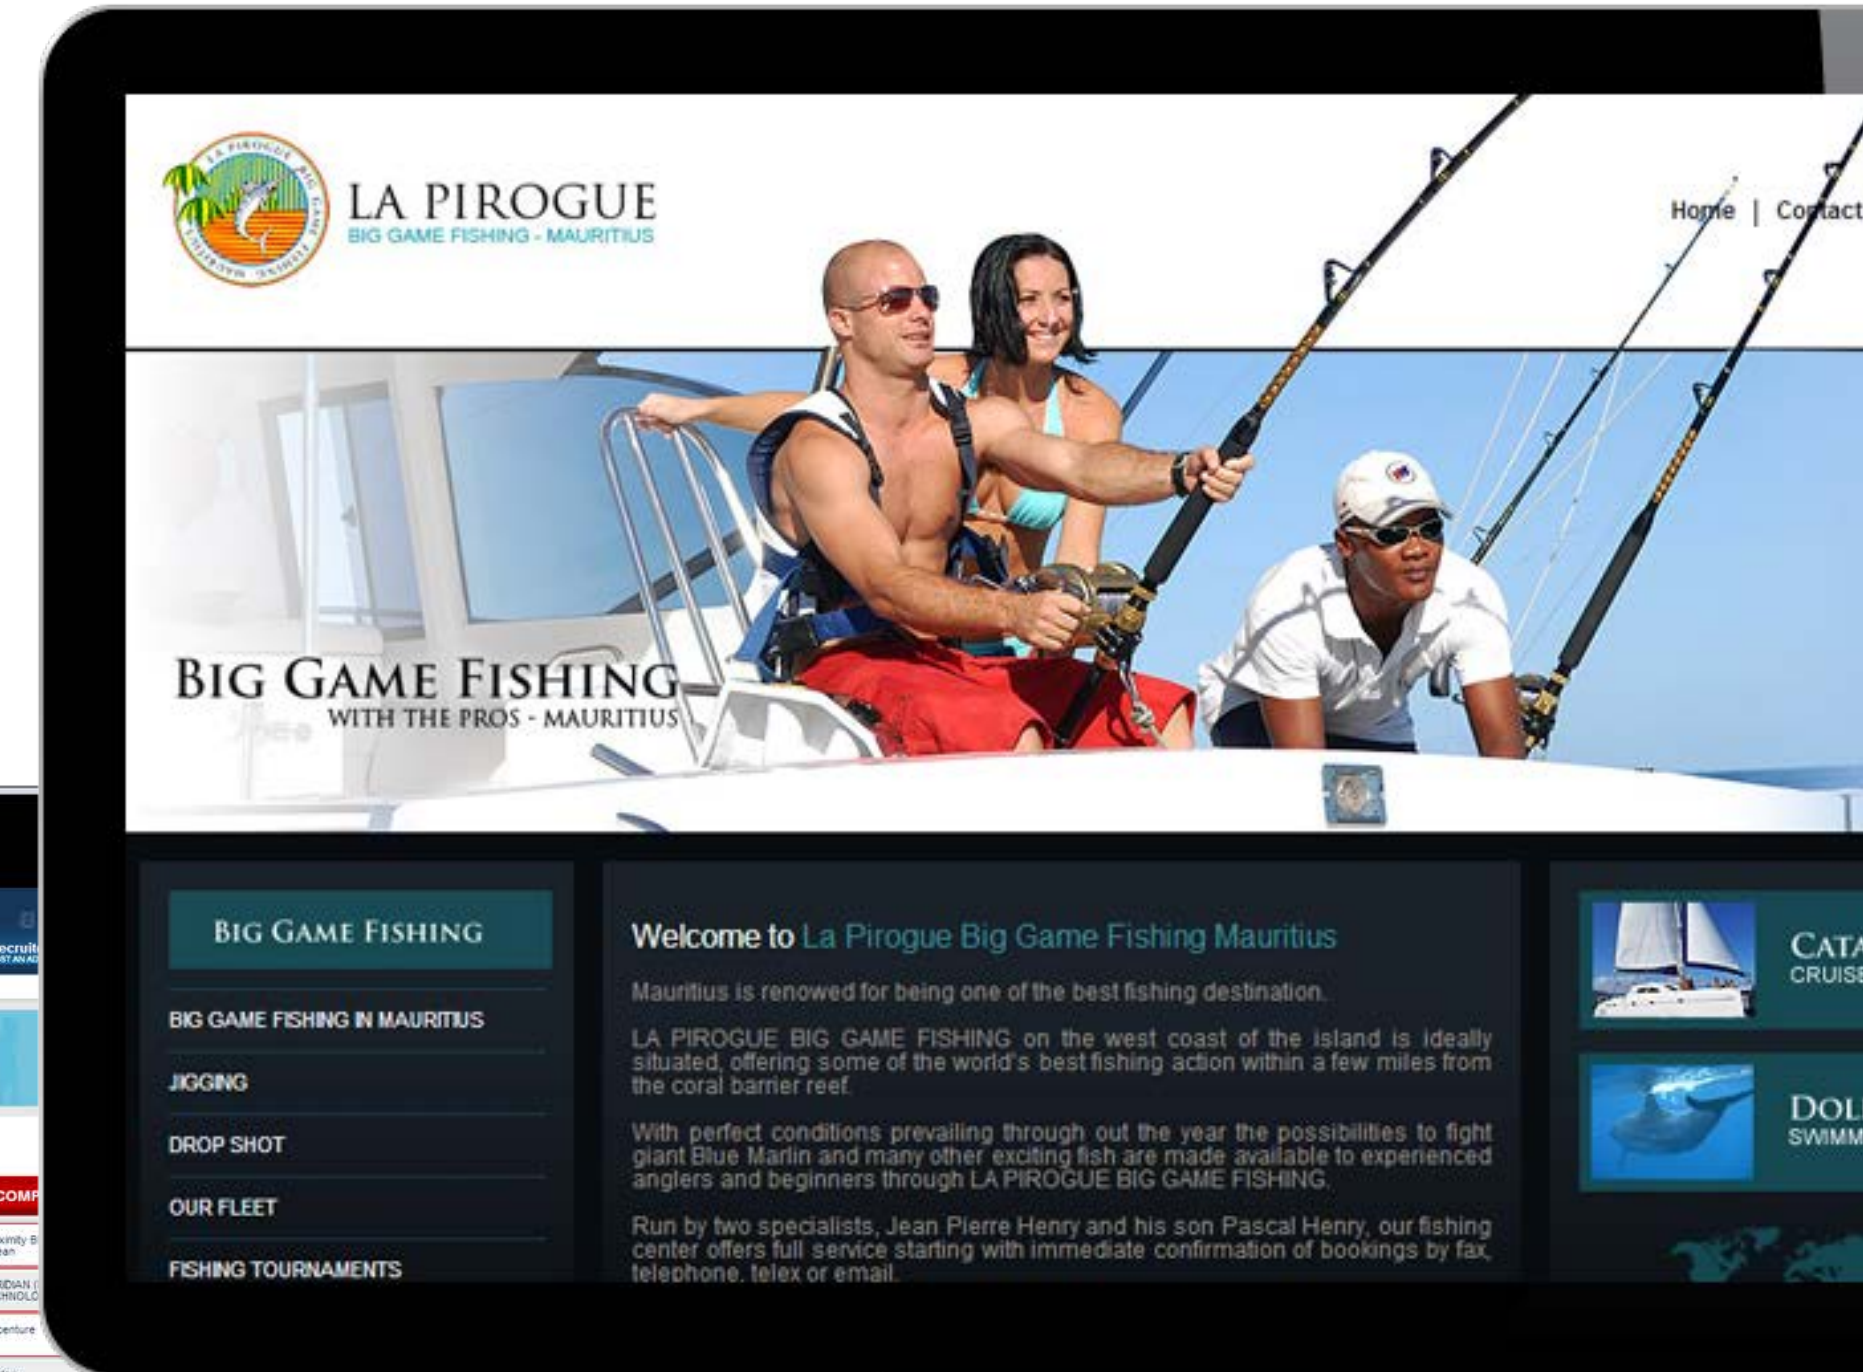 LA PIROGUE BIG GAME FISHING MAURITIUS
LA PIROGUE
BIG GAME FISHING - MAURITIUS
Home | Contact
BIG GAME FISHING
WITH THE PROS - MAURITIUS
BIG GAME FISHING
BIG GAME FISHING IN MAURITIUS
JIGGING
DROP SHOT
OUR FLEET
FISHING TOURNAMENTS
Welcome to La Pirogue Big Game Fishing Mauritius
Mauritius is renowed for being one of the best fishing destination.
LA PIROGUE BIG GAME FISHING on the west coast of the island is ideally
situated, offering some of the world's best fishing action within a few miles from
the coral barrier reef.
With perfect conditions prevailing through out the year the possibilities to fight
giant Blue Marlin and many other exciting fish are made available to experienced
anglers and beginners through LA PIROGUE BIG GAME FISHING.
Run by two specialists, Jean Pierre Henry and his son Pascal Henry, our fishing
center offers full service starting with immediate confirmation of bookings by fax,
telephone, telex or email.
CATA
CRUISE
DOL
SWIMM